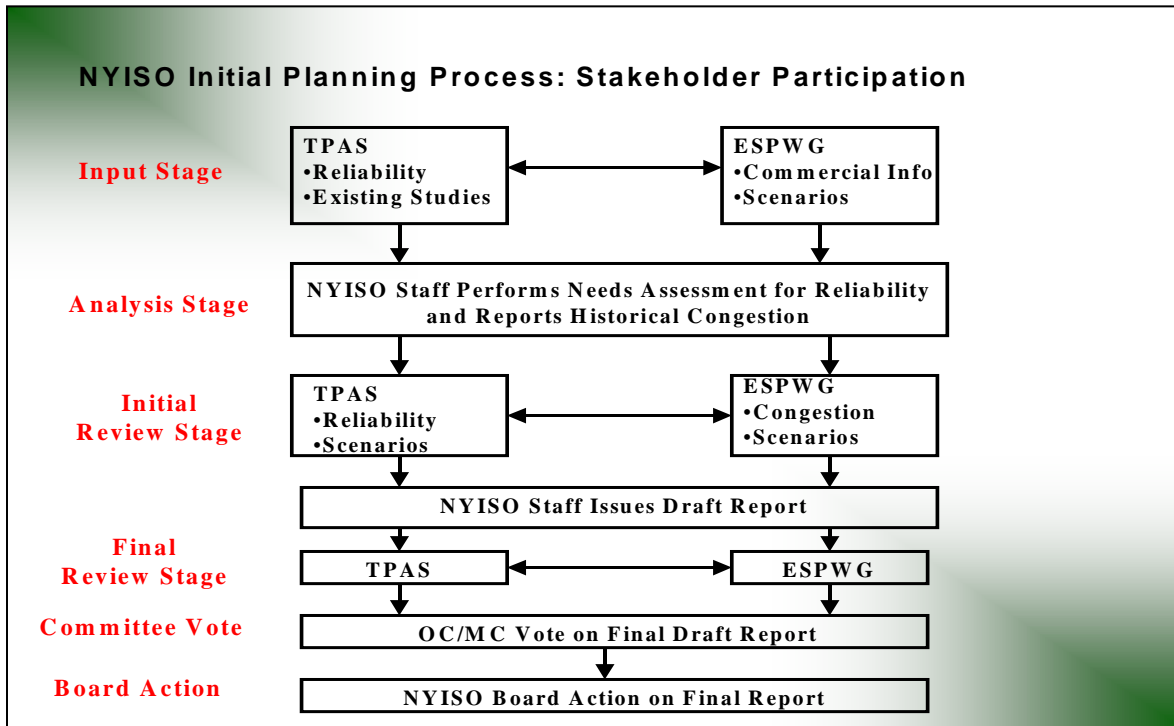 NYISO Initial Planning Process: Stakeholder Participation
Input Stage
TPAS
•Reliability
•Existing Studies
ESPWG
•Commercial Info
•Scenarios
Analysis Stage
NYISO Staff Performs Needs Assessment for Reliability
and Reports Historical Congestion
Initial
Review Stage
TPAS
•Reliability
•Scenarios
ESPWG
•Congestion
•Scenarios
NYISO Staff Issues Draft Report
Final
Review Stage
TPAS
ESPWG
Committee Vote
OC/MC Vote on Final Draft Report
Board Action
NYISO Board Action on Final Report